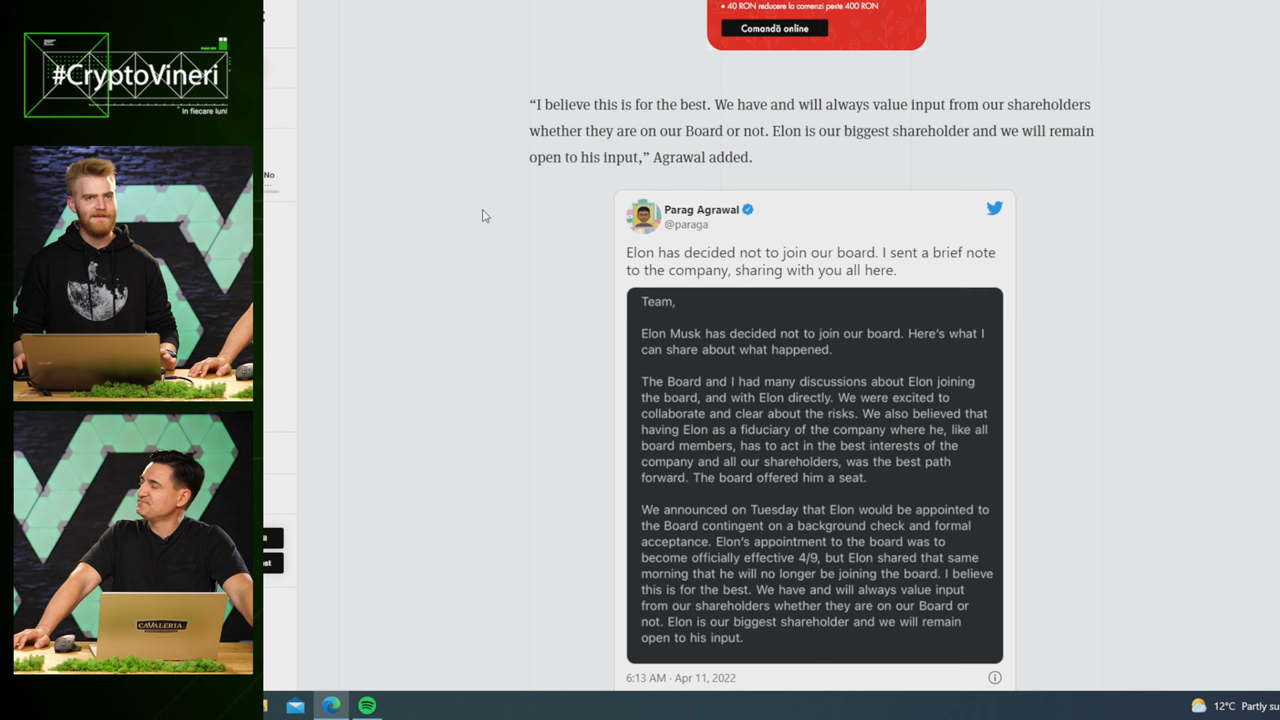 #CryptoVineri
în fiecare luni
CAVALERIA
No
• 40 RON reducere la comenzi peste 400 RON
Comandă online
“I believe this is for the best. We have and will always value input from our shareholders
whether they are on our Board or not. Elon is our biggest shareholder and we will remain
open to his input,” Agrawal added.
Parag Agrawal
@paraga
Elon has decided not to join our board. I sent a brief note
to the company, sharing with you all here.
Team,
Elon Musk has decided not to join our board. Here’s what I
can share about what happened.
The Board and I had many discussions about Elon joining
the board, and with Elon directly. We were excited to
collaborate and clear about the risks. We also believed that
having Elon as a fiduciary of the company where he, like all
board members, has to act in the best interests of the
company and all our shareholders, was the best path
forward. The board offered him a seat.
We announced on Tuesday that Elon would be appointed to
the Board contingent on a background check and formal
acceptance. Elon’s appointment to the board was to
become officially effective 4/9, but Elon shared that same
morning that he will no longer be joining the board. I believe
this is for the best. We have and will always value input
from our shareholders whether they are on our Board or
not. Elon is our biggest shareholder and we will remain
open to his input.
6:13 AM · Apr 11, 2022
12°C Partly su